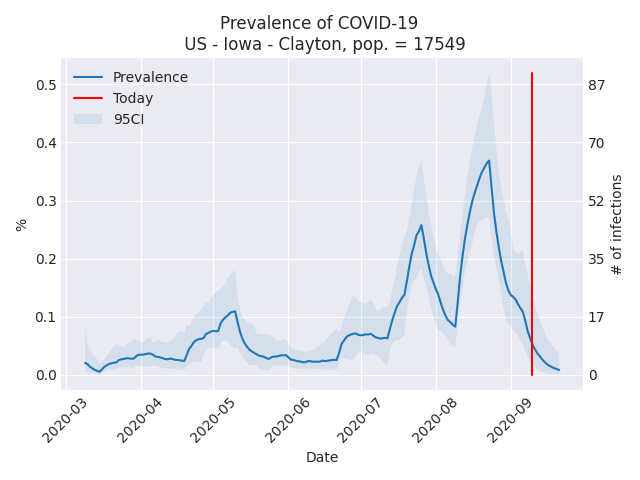 Prevalence of COVID-19
US - Iowa - Clayton, pop. = 17549
Prevalence
Today
95CI
0.5
0.4
0.3
0.2
0.1
0.0
%
87
70
52
35
17
0
# of infections
2020-03
2020-04
2020-05
2020-06
2020-07
2020-08
2020-09
Date